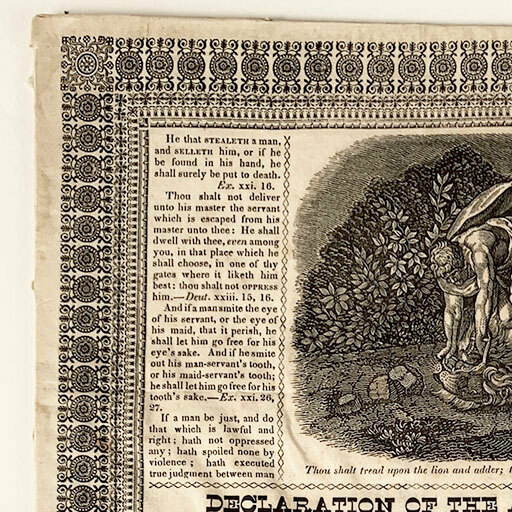 He that STEALETH a man,
and SELLETH him, or if he
be found in his hand, he
shall surely be put to death.
Ex. xxi. 16.
Thou shalt not deliver
unto his master the servant
which is escaped from his
master unto thee: He shall
dwell with thee, even among
you, in that place which he
shall choose, in one of thy
gates where it liketh him
best: thou shalt not OPPRESS
him.—Deut. xxiii. 15, 16.
And if a man smite the eye
of his servant, or the eye of
his maid, that it perish, he
shall let him go free for his
eye's sake. And if he smite
out his man-servant's tooth,
or his maid-servant's tooth;
he shall let him go free for his
tooth's sake.—Ex. xxi. 26,
27.
If a man be just, and do
that which is lawful and
right; hath not oppressed
any; hath spoiled none by
violence; hath executed
true judgment between man
Thou shalt tread upon the lion and adder;
DECLARATION OF THE